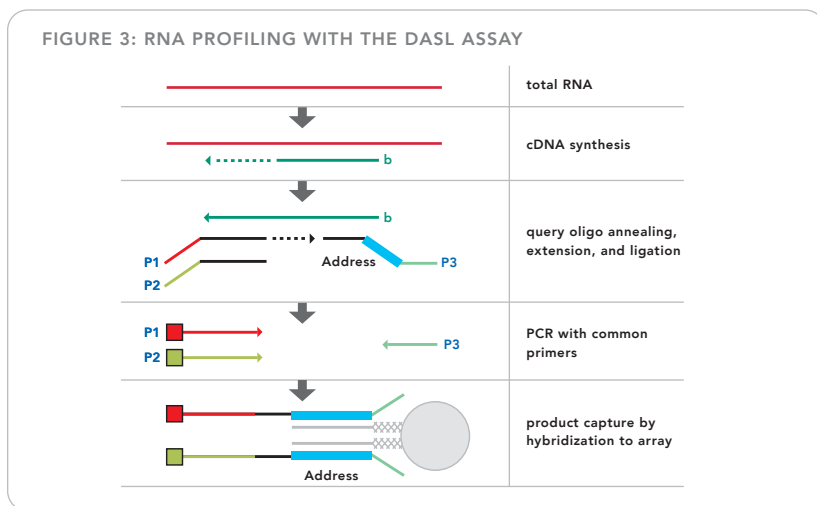 FIGURE 3: RNA PROFILING WITH THE DASL ASSAY
total RNA
cDNA synthesis
b
b
query oligo annealing,
extension, and ligation
P1
Address
P3
P2
P1
P2
P3
PCR with common
primers
product capture by
hybridization to array
Address